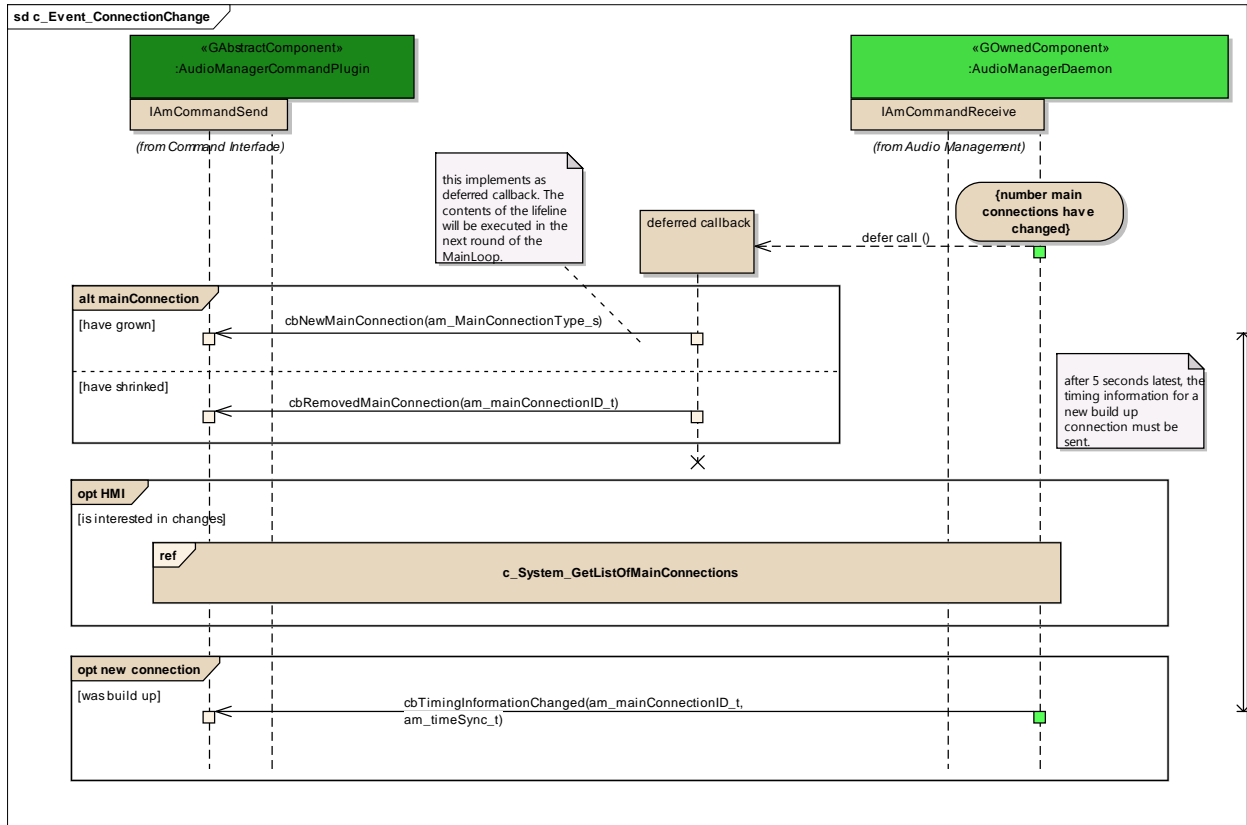 sd c_Event_ConnectionChange
«GAbstractComponent»
:AudioManagerCommandPlugin
«GOwnedComponent»
:AudioManagerDaemon
IAmCommandSend
IAmCommandReceive
(from Command Interface)
(from Audio Management)
this implements as
deferred callback. The
contents of the lifeline
will be executed in the
next round of the
MainLoop.
{number main
connections have
changed}
deferred callback
defer call ()
alt mainConnection
[have grown]
cbNewMainConnection(am_MainConnectionType_s)
[have shrinked]
cbRemovedMainConnection(am_mainConnectionID_t)
after 5 seconds latest, the
timing information for a
new build up
connection must be
sent.
opt HMI
[is interested in changes]
ref
c_System_GetListOfMainConnections
opt new connection
[was build up]
cbTimingInformationChanged(am_mainConnectionID_t,
am_timeSync_t)